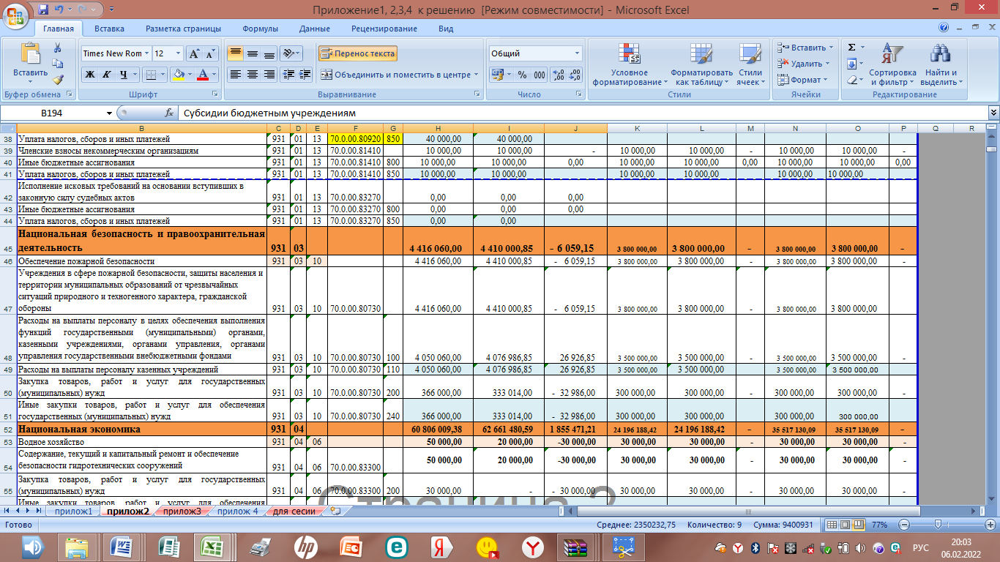 Приложение1, 2,3,4 к решению [Режим совместимости] - Microsoft Excel
Главная Вставка Разметка страницы Формулы Данные Рецензирование Вид
Вставить
Буфер обмена
Times New Rom 12
Ж К Ч
Шрифт
Перенос текста
Объединить и поместить в центре
Выравнивание
Общий
% 000
Число
Условное форматирование
Форматировать как таблицу
Стили ячеек
Стили
Вставить
Удалить
Формат
Ячейки
Сортировка и фильтр
Найти и выделить
Редактирование
B194 fx Субсидии бюджетным учреждениям
B C D E F G H I J K L M N O P Q R
38 Уплата налогов, сборов и иных платежей 931 01 13 70.0.00.80920 850 40 000,00 40 000,00
39 Членские взносы некоммерческим организациям 931 01 13 70.0.00.81410 10 000,00 10 000,00 - 10 000,00 10 000,00 - 10 000,00 10 000,00 -
40 Иные бюджетные ассигнования 931 01 13 70.0.00.81410 800 10 000,00 10 000,00 0,00 10 000,00 10 000,00 0,00 10 000,00 10 000,00 0,00
41 Уплата налогов, сборов и иных платежей 931 01 13 70.0.00.81410 850 10 000,00 10 000,00 10 000,00 10 000,00 10 000,00 10 000,00
Исполнение исковых требований на основании вступивших в
42 законную силу судебных актов 931 01 13 70.0.00.83270 0,00 0,00 0,00
43 Иные бюджетные ассигнования 931 01 13 70.0.00.83270 800 0,00 0,00 0,00
44 Уплата налогов, сборов и иных платежей 931 01 13 70.0.00.83270 850 0,00 0,00
Национальная безопасность и правоохранительная
45 деятельность 931 03 4 416 060,00 4 410 000,85 - 6 059,15 3 800 000,00 3 800 000,00 - 3 800 000,00 3 800 000,00 -
46 Обеспечение пожарной безопасности 931 03 10 4 416 060,00 4 410 000,85 - 6 059,15 3 800 000,00 3 800 000,00 - 3 800 000,00 3 800 000,00 -
Учреждения в сфере пожарной безопасности, защиты населения и
территории муниципальных образований от чрезвычайных
ситуаций природного и техногенного характера, гражданской
47 обороны 931 03 10 70.0.00.80730 4 416 060,00 4 410 000,85 - 6 059,15 3 800 000,00 3 800 000,00 - 3 800 000,00 3 800 000,00
Расходы на выплаты персоналу в целях обеспечения выполнения
функций государственными (муниципальными) органами,
казенными учреждениями, органами управления, органами
48 управления государственными внебюджетными фондами 931 03 10 70.0.00.80730 100 4 050 060,00 4 076 986,85 26 926,85 3 500 000,00 3 500 000,00 - 3 500 000,00 3 500 000,00 -
49 Расходы на выплаты персоналу казенных учреждений 931 03 10 70.0.00.80730 110 4 050 060,00 4 076 986,85 26 926,85 3 500 000,00 3 500 000,00 3 500 000,00 3 500 000,00
Закупка товаров, работ и услуг для государственных
50 (муниципальных) нужд 931 03 10 70.0.00.80730 200 366 000,00 333 014,00 - 32 986,00 300 000,00 300 000,00 - 300 000,00 300 000,00 -
Иные закупки товаров, работ и услуг для обеспечения
51 государственных (муниципальных) нужд 931 03 10 70.0.00.80730 240 366 000,00 333 014,00 - 32 986,00 300 000,00 300 000,00 300 000,00 300 000,00
52 Национальная экономика 931 04 60 806 009,38 62 661 480,59 1 855 471,21 24 196 188,42 24 196 188,42 - 35 517 130,09 35 517 130,09 -
53 Водное хозяйство 931 04 06 50 000,00 20 000,00 -30 000,00 30 000,00 30 000,00 - 30 000,00 30 000,00 -
Содержание, текущий и капитальный ремонт и обеспечение
54 безопасности гидротехнических сооружений 931 04 06 70.0.00.83300 50 000,00 20 000,00 -30 000,00 30 000,00 30 000,00 - 30 000,00 30 000,00 -
Закупка товаров, работ и услуг для государственных
55 (муниципальных) нужд 931 04 06 70.0.00.83300 200 30 000,00 - - 30 000,00 30 000,00 30 000,00 - 30 000,00 30 000,00 -
Иные закупки товаров, работ и услуг для обеспечения
Страница 2
прилож1 прилож2 прилож3 прилож 4 для сесии
Готово Среднее: 2350232,75 Количество: 9 Сумма: 9400931 77%
РУС 20:03
06.02.2022